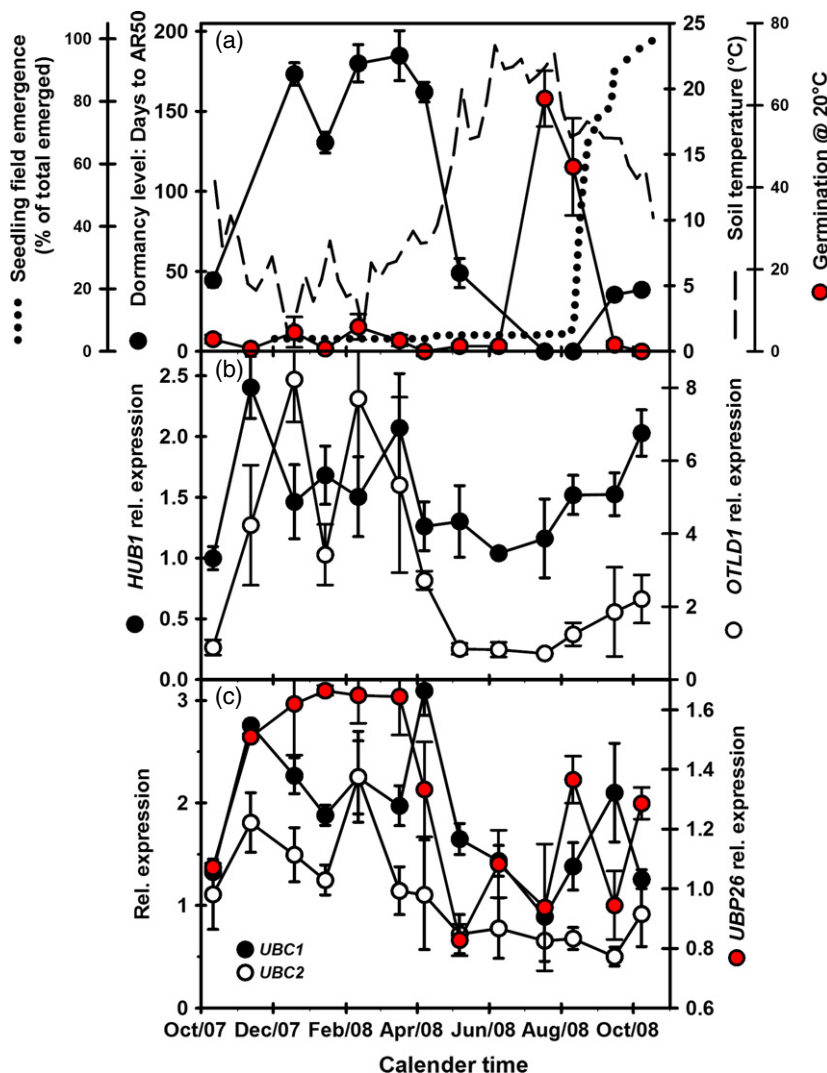 Seedling field emergence
(% of total emerged)
100
80
60
40
20
0
Dormancy level: Days to AR50
200
150
100
50
0
(a)
25
20
15
10
5
0
Soil temperature (°C)
80
60
40
20
0
Germination @ 20°C
HUB1 rel. expression
2.5
2.0
1.5
1.0
0.5
0.0
(b)
8
6
4
2
0
OTLD1 rel. expression
Rel. expression
3
2
1
0
(c)
UBC1
UBC2
1.6
1.4
1.2
1.0
0.8
0.6
UBP26 rel. expression
Oct/07 Dec/07 Feb/08 Apr/08 Jun/08 Aug/08 Oct/08
Calender time